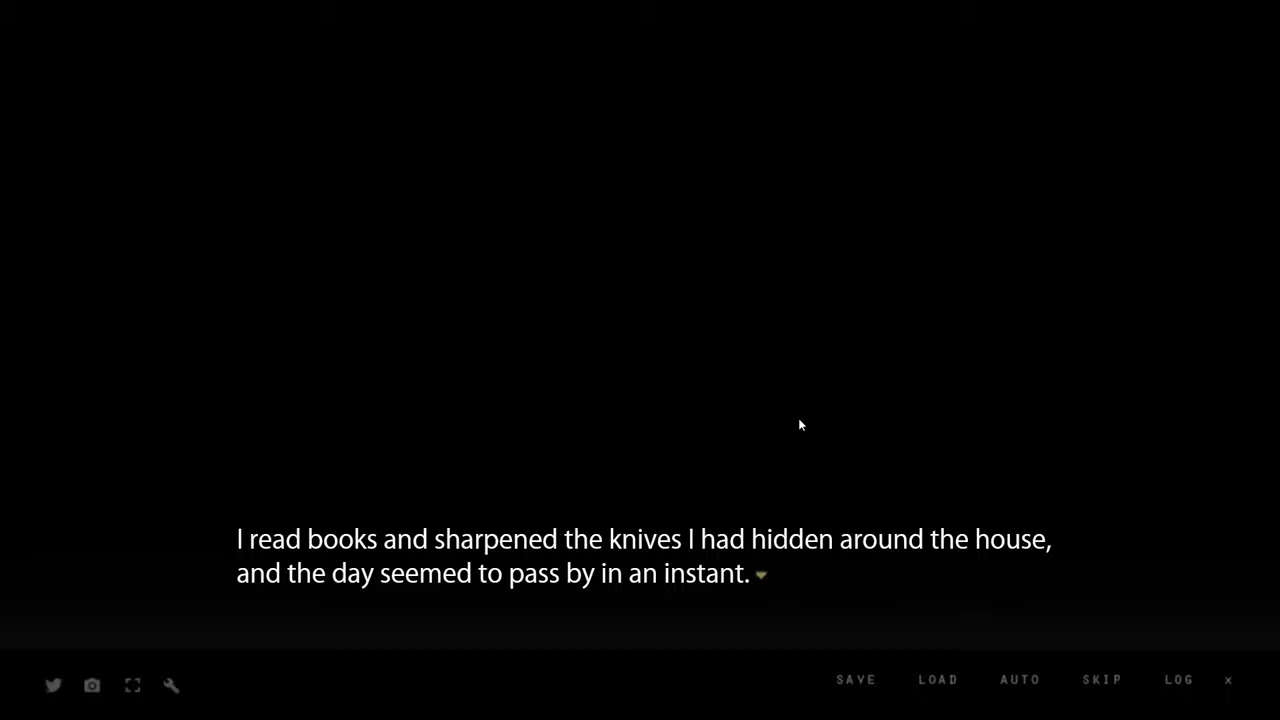 I read books and sharpened the knives I had hidden around the house,
and the day seemed to pass by in an instant.
SAVE LOAD AUTO SKIP LOG x